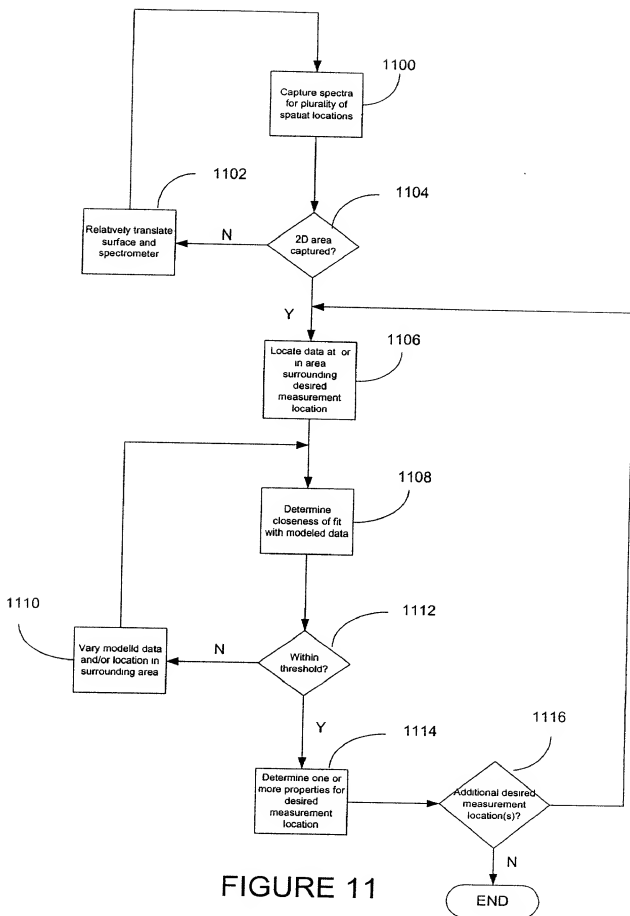 1100
Capture spectra
for plurality of
spatial locations
1102
1104
Relatively translate
surface and
spectrometer
N
2D area
captured?
Y
1106
Locate data at or
in area
surrounding
desired
measurement
location
1108
Determine
closeness of fit
with modeled data
1110
1112
Vary modelld data
and/or location in
surrounding area
N
Within
threshold?
Y
1114
1116
Determine one or
more properties for
desired
measurement
location
Additional desired
measurement
location(s)?
N
FIGURE 11
END